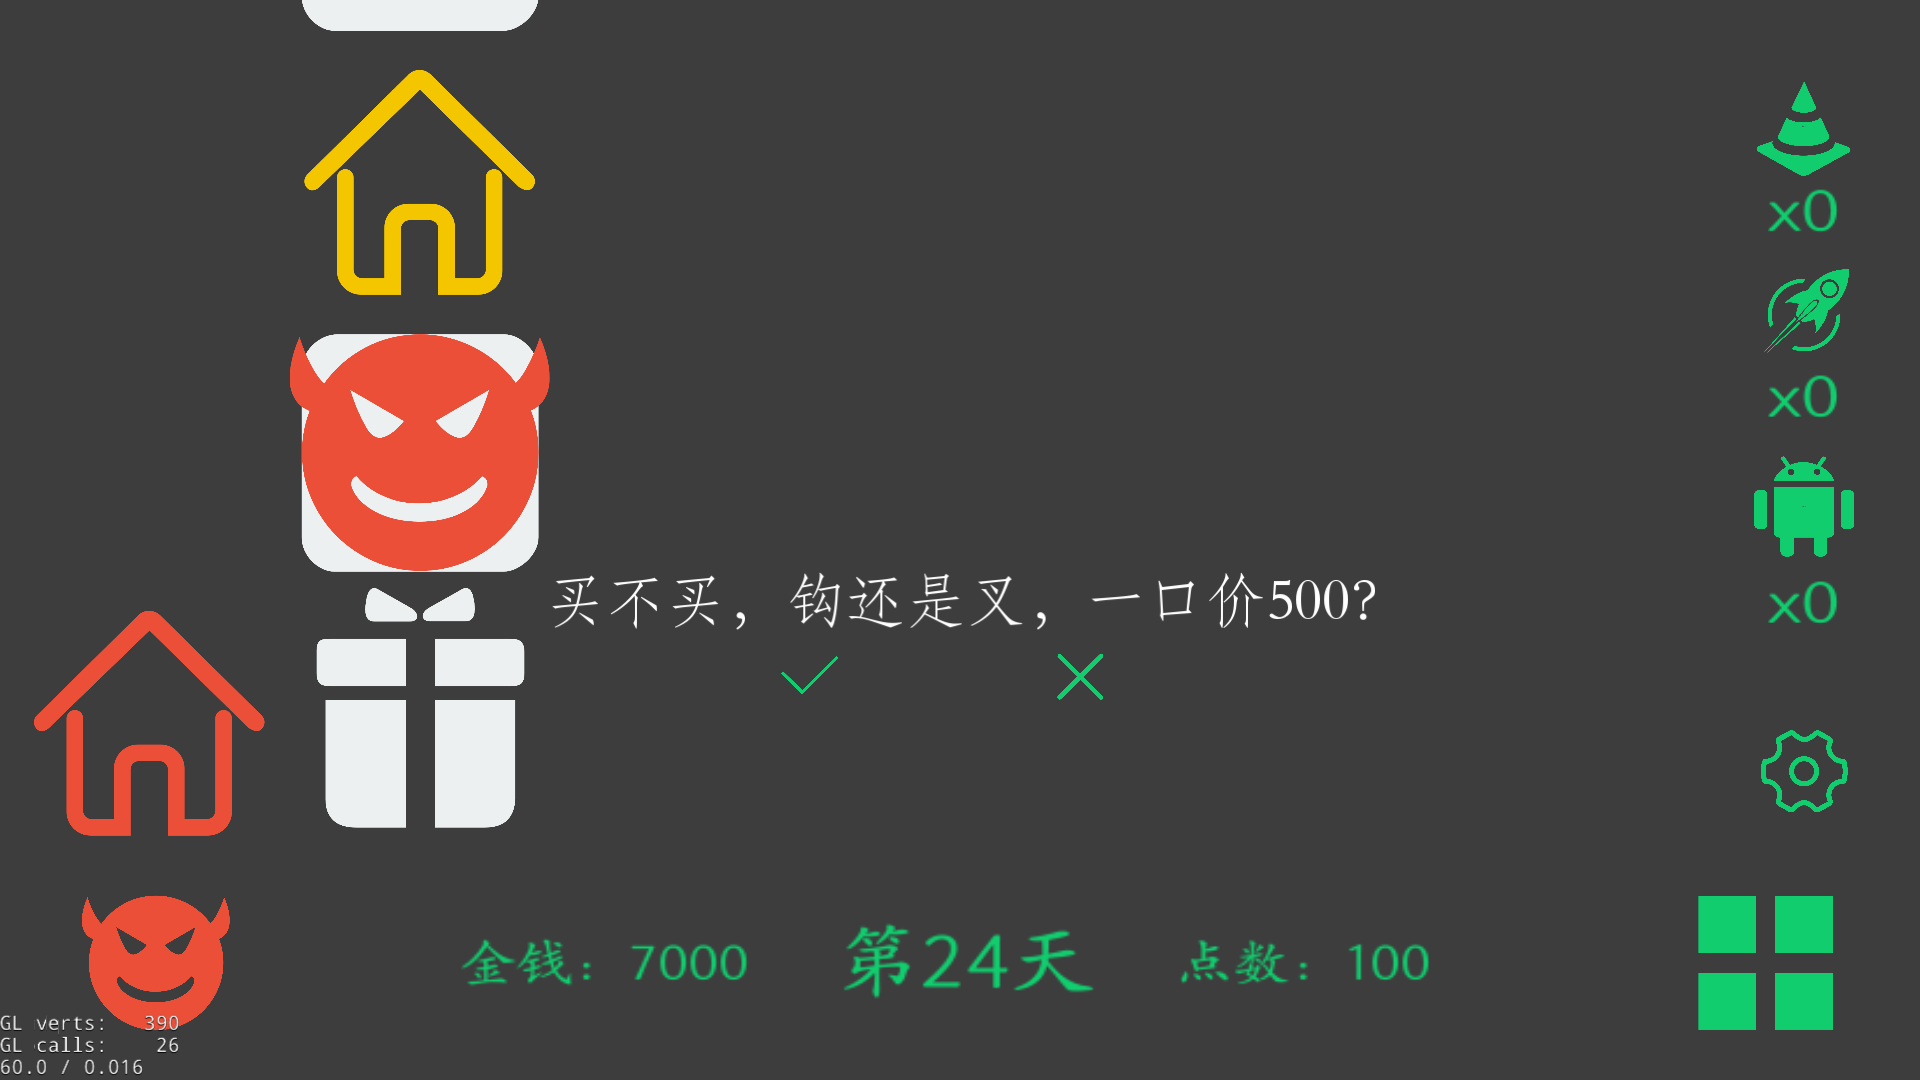 x0
x0
买不买，钩还是叉，一口价500?
x0
金钱：7000
第24天
点数：100
GL verts: 390
GL calls: 26
60.0 / 0.016